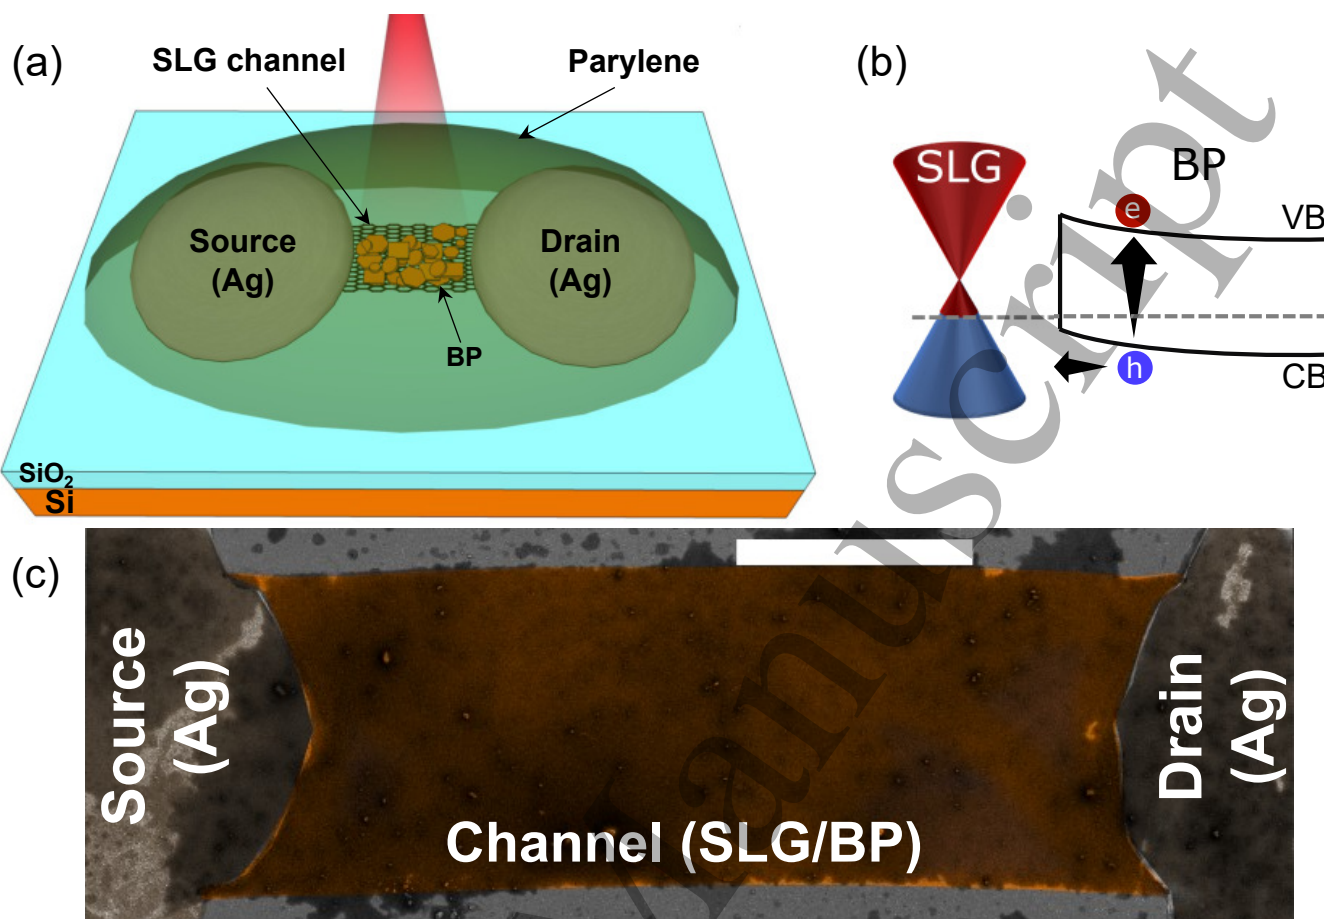 (a)
SLG channel
Parylene
Source
(Ag)
Drain
(Ag)
BP
SiO₂
Si
(b)
SLG
BP
e
VB
h
CB
(c)
Source
(Ag)
Channel (SLG/BP)
Drain
(Ag)
Manuscript